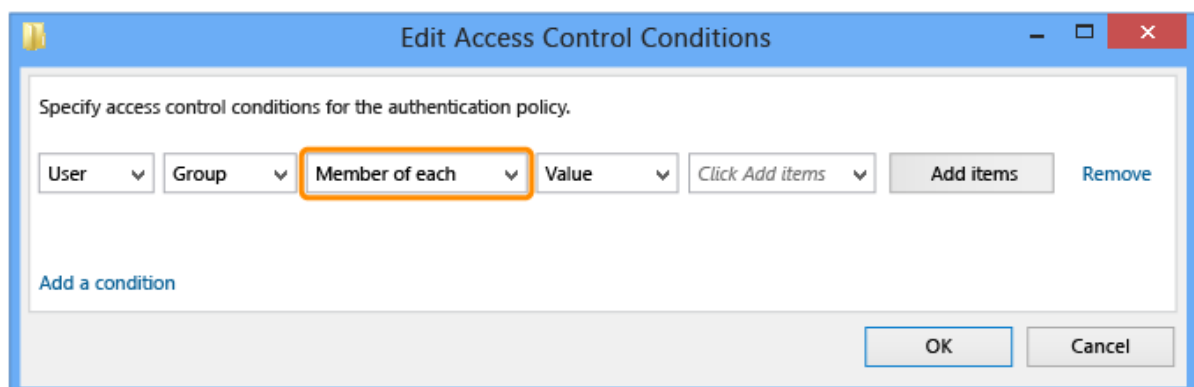 Edit Access Control Conditions
Specify access control conditions for the authentication policy.
User Group Member of each Value Click Add items Add items Remove
Add a condition
OK Cancel